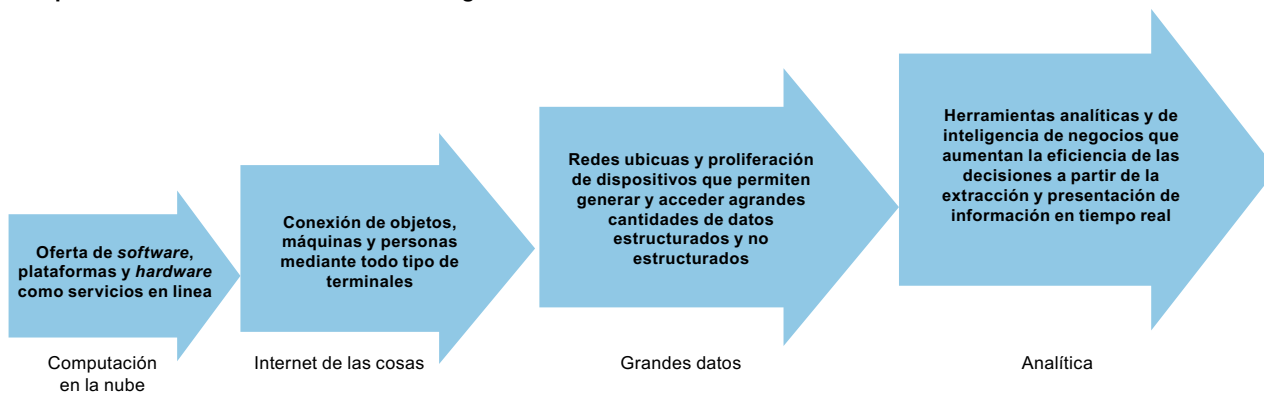 Oferta de software,
plataformas y hardware
como servicios en linea
Computación
en la nube
Conexión de objetos,
máquinas y personas
mediante todo tipo de
terminales
Internet de las cosas
Redes ubicuas y proliferación
de dispositivos que permiten
generar y acceder agrandes
cantidades de datos
estructurados y no
estructurados
Grandes datos
Herramientas analíticas y de
inteligencia de negocios que
aumentan la eficiencia de las
decisiones a partir de la
extracción y presentación de
información en tiempo real
Analítica